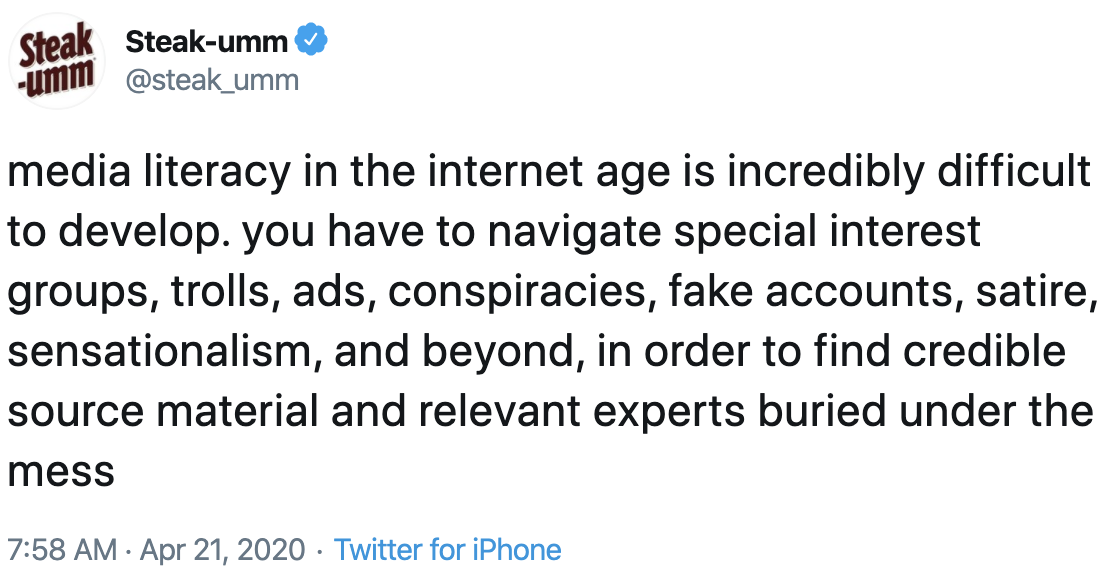 Steak
-umm
Steak-umm
@steak_umm
media literacy in the internet age is incredibly difficult
to develop. you have to navigate special interest
groups, trolls, ads, conspiracies, fake accounts, satire,
sensationalism, and beyond, in order to find credible
source material and relevant experts buried under the
mess
7:58 AM · Apr 21, 2020 · Twitter for iPhone